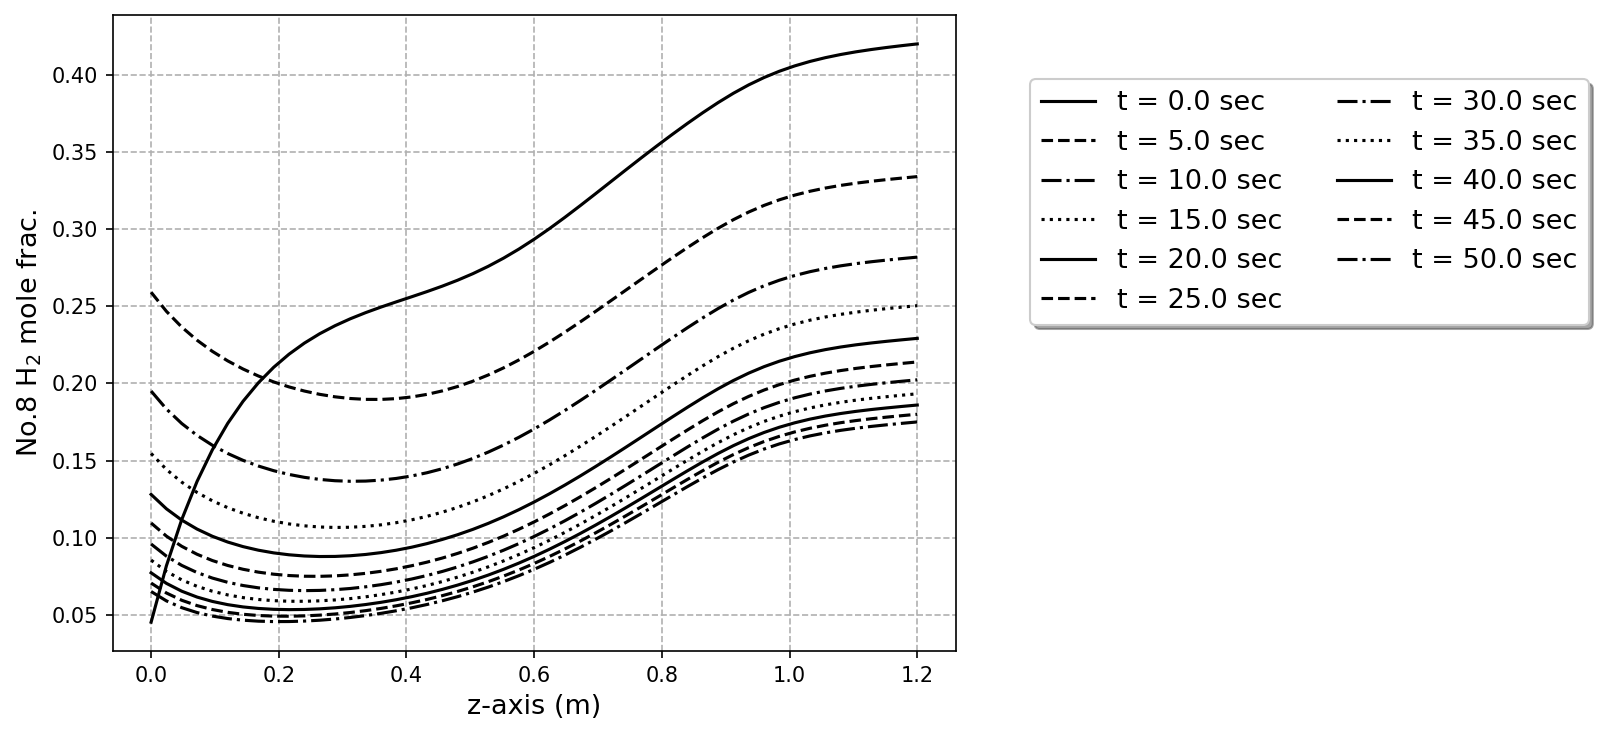 No.8 H₂ mole frac.
0.40
0.35
0.30
0.25
0.20
0.15
0.10
0.05
0.0 0.2 0.4 0.6 0.8 1.0 1.2
z-axis (m)
t = 0.0 sec
t = 5.0 sec
t = 10.0 sec
t = 15.0 sec
t = 20.0 sec
t = 25.0 sec
t = 30.0 sec
t = 35.0 sec
t = 40.0 sec
t = 45.0 sec
t = 50.0 sec